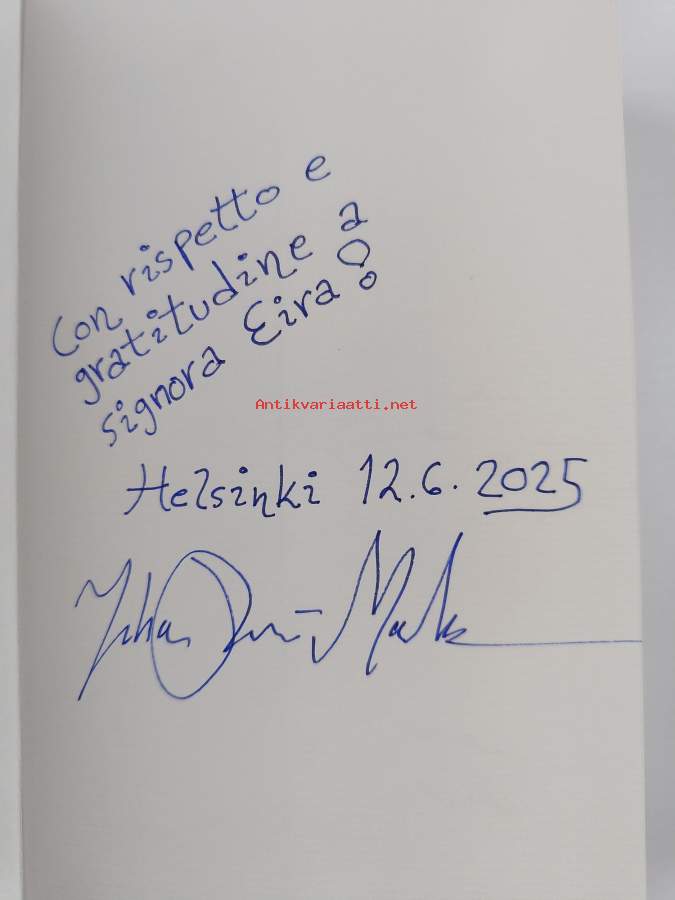 Con rispetto e
gratitudine a
signora Eira!
Antikvariaatti.net
Helsinki 12.6.2025